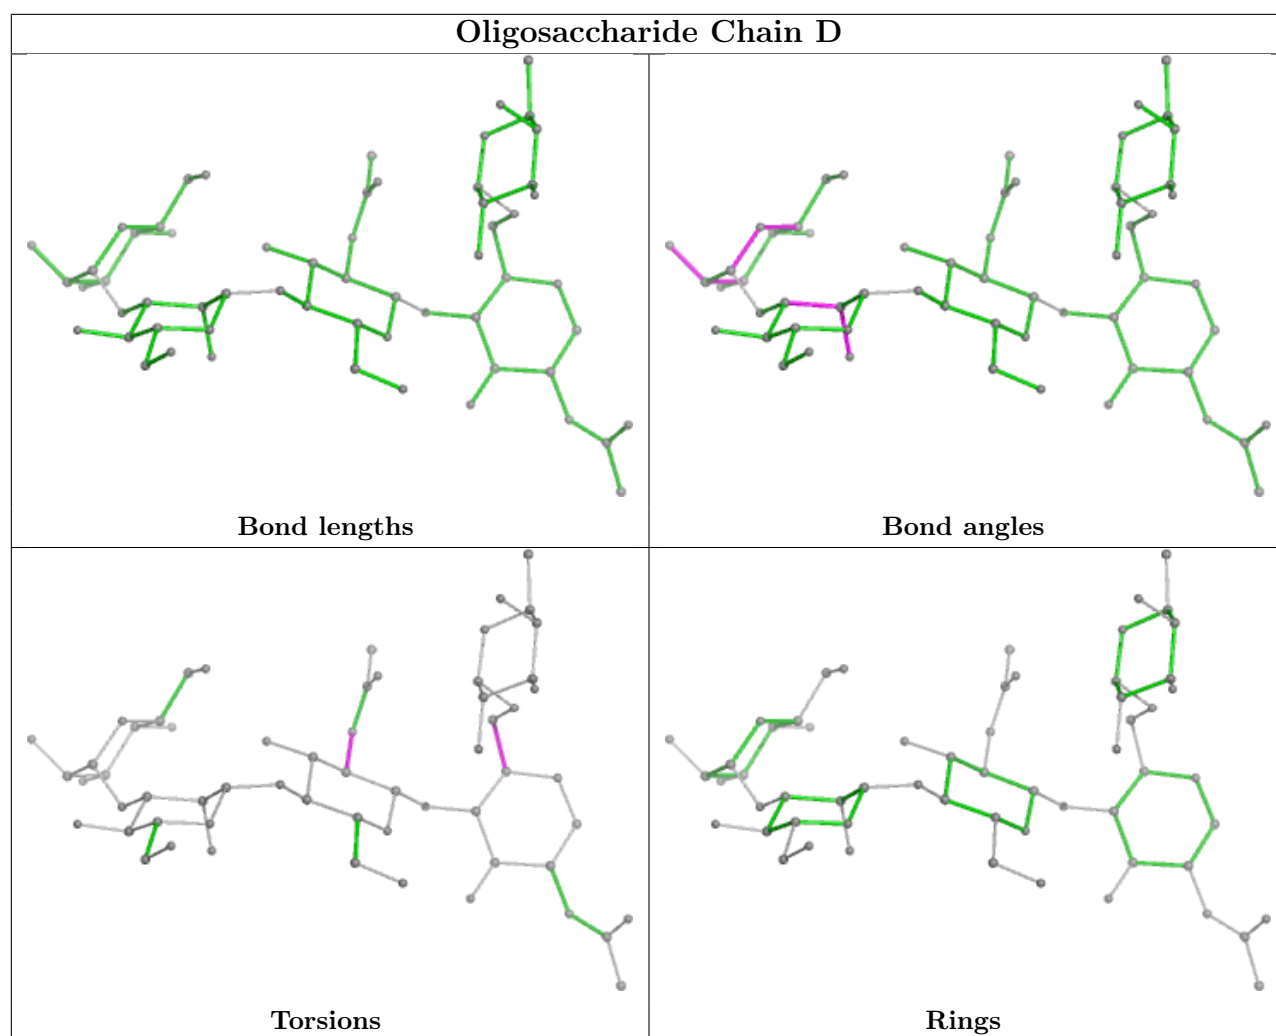 Oligosaccharide Chain D
Bond lengths
Bond angles
Torsions
Rings